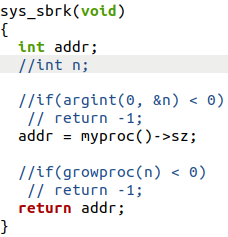 sys_sbrk(void)
{
  int addr;
  //int n;

  //if(argint(0, &n) < 0)
   // return -1;
  addr = myproc()->sz;

  //if(growproc(n) < 0)
   // return -1;
  return addr;
}